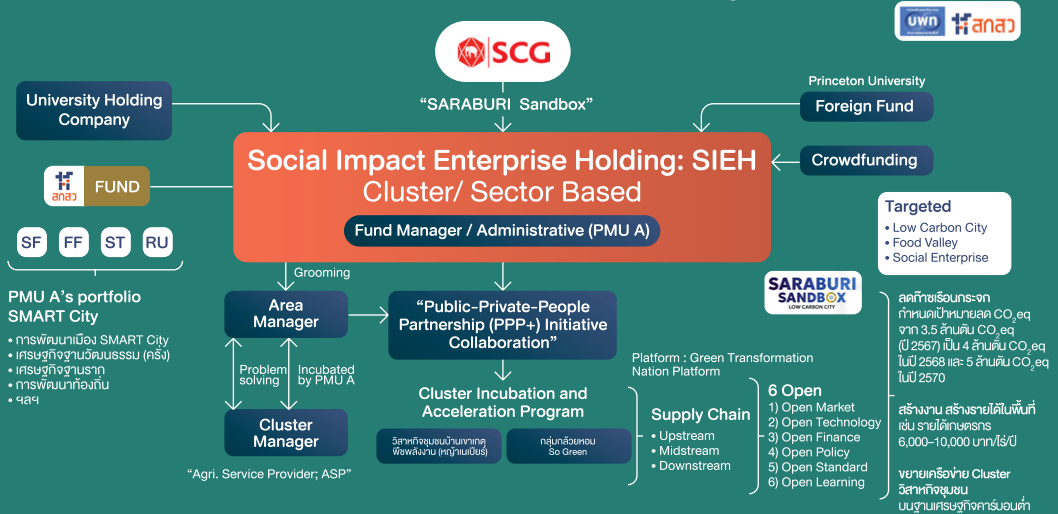 บพท
สกสว
SCG
"SARABURI Sandbox"
University Holding
Company
Princeton University
Foreign Fund
Crowdfunding
Social Impact Enterprise Holding: SIEH
Cluster/ Sector Based
Fund Manager / Administrative (PMU A)
สกสว
FUND
SF
FF
ST
RU
PMU A's portfolio
SMART City
• การพัฒนาเมือง SMART City
• เศรษฐกิจฐานวัฒนธรรม (ครั่ง)
• เศรษฐกิจฐานราก
• การพัฒนาท้องถิ่น
• ฯลฯ
Grooming
Area
Manager
Problem
solving
Incubated
by PMU A
Cluster
Manager
"Agri. Service Provider; ASP"
"Public-Private-People
Partnership (PPP+) Initiative
Collaboration"
Cluster Incubation and
Acceleration Program
วิสาหกิจชุมชนบ้านเขาเกตุ
พืชพลังงาน (หญ้าเนเปียร์)
กลุ่มกล้วยหอม
So Green
Platform : Green Transformation
Nation Platform
Supply Chain
• Upstream
• Midstream
• Downstream
6 Open
1) Open Market
2) Open Technology
3) Open Finance
4) Open Policy
5) Open Standard
6) Open Learning
Targeted
• Low Carbon City
• Food Valley
• Social Enterprise
SARABURI
SANDBOX
LOW CARBON CITY
ลดก๊าซเรือนกระจก
กำหนดเป้าหมายลด CO₂eq
จาก 3.5 ล้านตัน CO₂eq
(ปี 2567) เป็น 4 ล้านตัน CO₂eq
ในปี 2568 และ 5 ล้านตัน CO₂eq
ในปี 2570
สร้างงาน สร้างรายได้ในพื้นที่
เช่น รายได้เกษตรกร
6,000–10,000 บาท/ไร่/ปี
ขยายเครือข่าย Cluster
วิสาหกิจชุมชน
บนฐานเศรษฐกิจคาร์บอนต่ำ